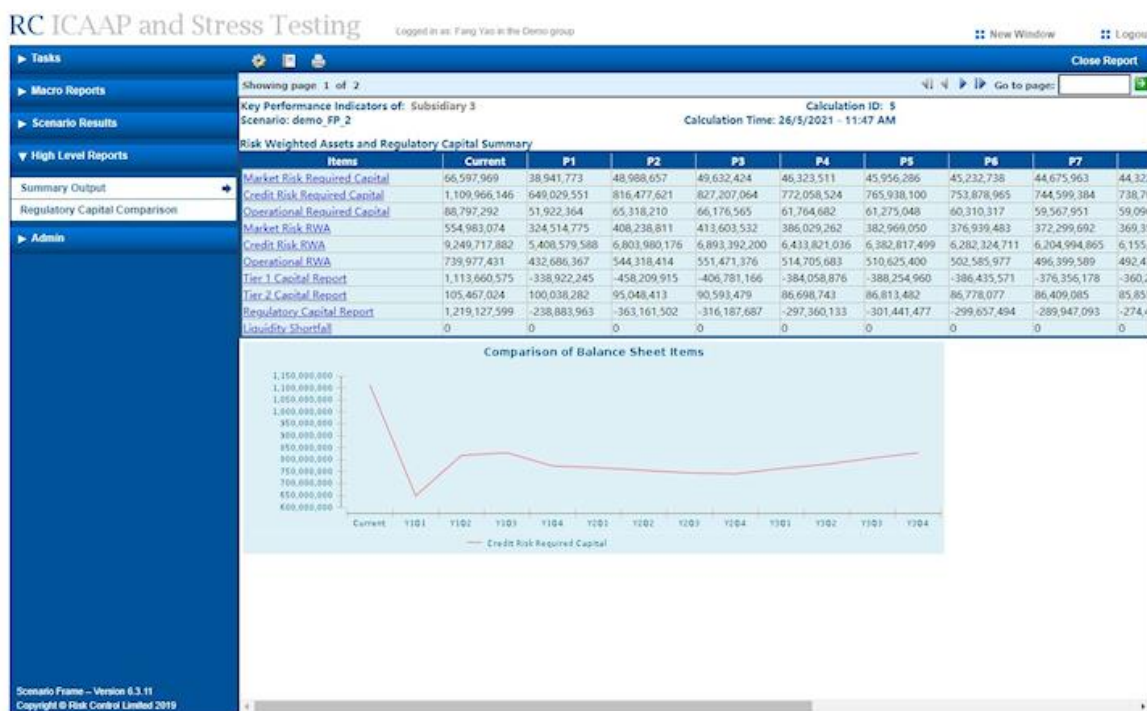 RC ICAAP and Stress Testing
Logged in as: Fang Yao in the Demo group
New Window
Logou
Tasks
Macro Reports
Scenario Results
High Level Reports
Summary Output
Regulatory Capital Comparison
Admin
Close Report
Showing page 1 of 2
Go to page:
Key Performance Indicators of: Subsidiary 3
Calculation ID: 5
Scenario: demo_FP_2
Calculation Time: 26/5/2021 - 11:47 AM
Risk Weighted Assets and Regulatory Capital Summary
Items Current P1 P2 P3 P4 P5 P6 P7
Market Risk Required Capital 66,597,969 38,941,773 48,988,657 49,632,424 46,323,511 45,956,286 45,232,738 44,675,963 44,32
Credit Risk Required Capital 1,109,966,146 649,029,551 816,477,621 827,207,064 772,058,524 765,938,100 753,878,965 744,599,384 738,7
Operational Required Capital 88,797,292 51,922,364 65,318,210 66,176,565 61,764,682 61,275,048 60,310,317 59,567,951 59,0
Market Risk RWA 554,983,074 324,514,775 408,238,811 413,603,532 386,029,262 382,969,050 376,939,483 372,299,692 369,3
Credit Risk RWA 9,249,717,882 5,408,579,588 6,803,980,176 6,893,392,200 6,433,821,036 6,382,817,499 6,282,324,711 6,204,994,865 6,155
Operational RWA 739,977,431 432,686,367 544,318,414 551,471,376 514,705,683 510,625,400 502,585,977 496,399,589 492,4
Tier 1 Capital Report 1,113,660,575 -338,922,245 -458,209,915 -406,781,166 -384,058,876 -388,254,960 -386,435,571 -376,356,178 -360,2
Tier 2 Capital Report 105,467,024 100,038,282 95,048,413 90,593,479 86,698,743 86,813,482 86,778,077 86,409,085 85,83
Regulatory Capital Report 1,219,127,599 -238,883,963 -363,161,502 -316,187,687 -297,360,133 -301,441,477 -299,657,494 -289,947,093 -274,4
Liquidity Shortfall 0 0 0 0 0 0 0 0 0
Comparison of Balance Sheet Items
1,150,000,000
1,100,000,000
1,050,000,000
1,000,000,000
950,000,000
900,000,000
850,000,000
800,000,000
750,000,000
700,000,000
650,000,000
600,000,000
Current Y1Q1 Y1Q2 Y1Q3 Y1Q4 Y2Q1 Y2Q2 Y2Q3 Y2Q4 Y3Q1 Y3Q2 Y3Q3 Y3Q4
Credit Risk Required Capital
Scenario Frame – Version 6.3.11
Copyright © Risk Control Limited 2019